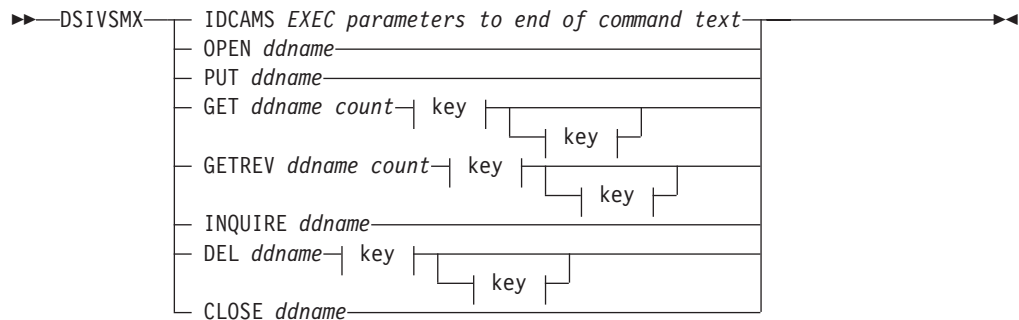 DSIVSMX IDCAMS EXEC parameters to end of command text
OPEN ddname
PUT ddname
GET ddname count key
key
GETREV ddname count key
key
INQUIRE ddname
DEL ddname key
key
CLOSE ddname